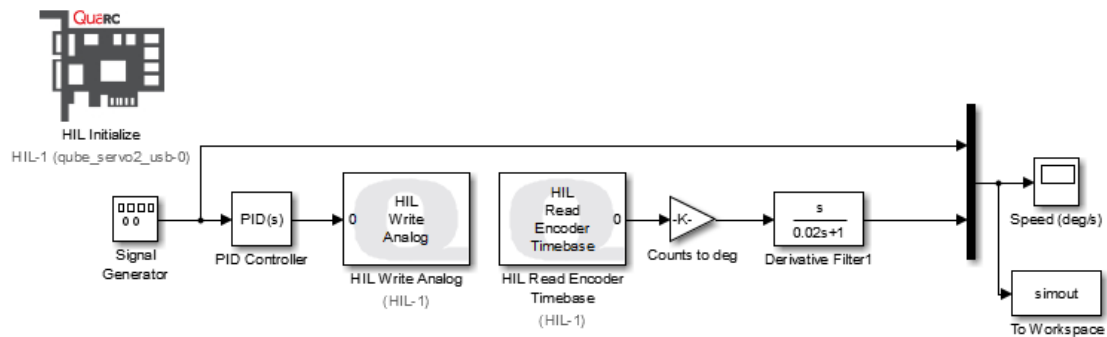 QuaRC
HIL Initialize
HIL-1 (qube_servo2_usb-0)
0 0
Signal
Generator
PID(s)
PID Controller
0
HIL
Write
Analog
HIL Write Analog
(HIL-1)
HIL
Read
Encoder
Timebase
0
HIL Read Encoder
Timebase
(HIL-1)
-K-
Counts to deg
s
0.02s+1
Derivative Filter1
Speed (deg/s)
simout
To Workspace